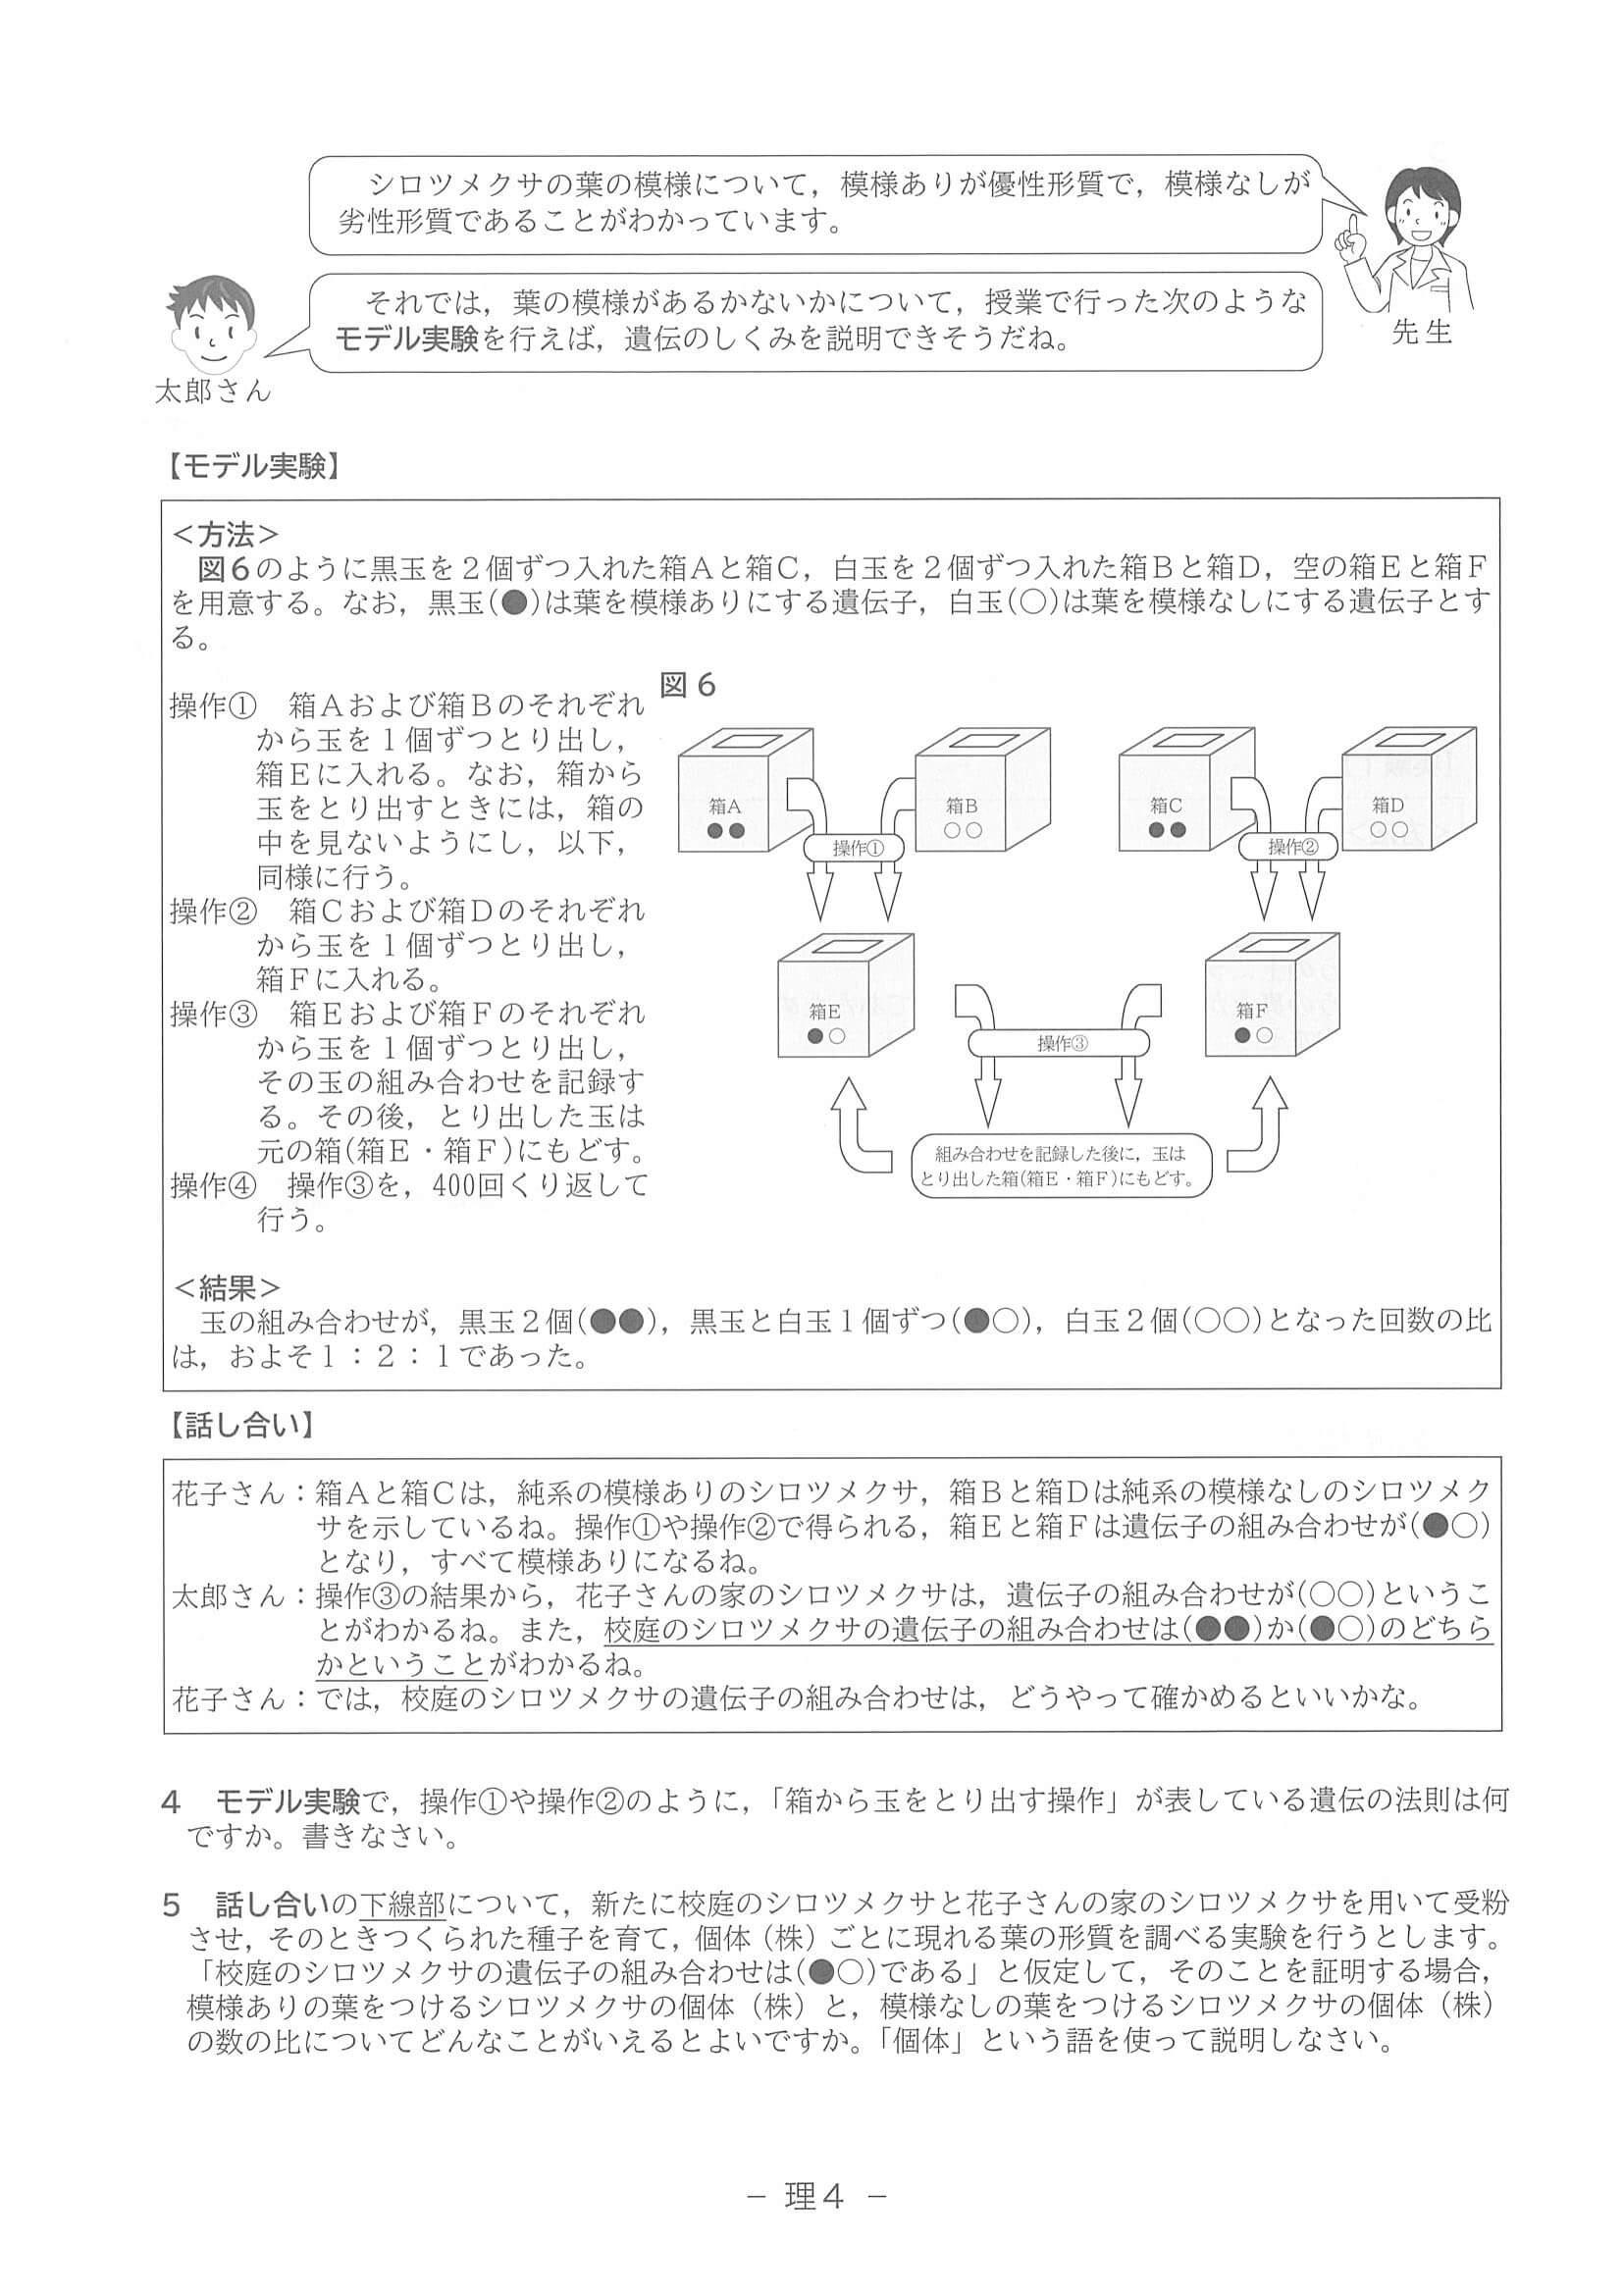 シロツメクサの葉の模様について，模様ありが優性形質で，模様なしが
劣性形質であることがわかっています。
先生
それでは，葉の模様があるかないかについて，授業で行った次のような
モデル実験を行えば，遺伝のしくみを説明できそうだね。
太郎さん
【モデル実験】
＜方法＞
図6のように黒玉を２個ずつ入れた箱Ａと箱Ｃ，白玉を２個ずつ入れた箱Ｂと箱Ｄ，空の箱Ｅと箱Ｆ
を用意する。なお，黒玉(●)は葉を模様ありにする遺伝子，白玉(○)は葉を模様なしにする遺伝子とす
る。
操作①　箱Ａおよび箱Ｂのそれぞれ
から玉を１個ずつとり出し，
箱Ｅに入れる。なお，箱から
玉をとり出すときには，箱の
中を見ないようにし，以下，
同様に行う。
操作②　箱Ｃおよび箱Ｄのそれぞれ
から玉を１個ずつとり出し，
箱Ｆに入れる。
操作③　箱Ｅおよび箱Ｆのそれぞれ
から玉を１個ずつとり出し，
その玉の組み合わせを記録す
る。その後，とり出した玉は
元の箱(箱Ｅ・箱Ｆ)にもどす。
操作④　操作③を，400回くり返して
行う。
図6
箱A
●●
箱B
○○
箱C
●●
箱D
○○
操作①
操作②
箱E
●○
箱F
●○
操作③
組み合わせを記録した後に，玉は
とり出した箱(箱E・箱F)にもどす。
＜結果＞
玉の組み合わせが，黒玉２個(●●)，黒玉と白玉１個ずつ(●○)，白玉２個(○○)となった回数の比
は，およそ１：２：１であった。
【話し合い】
花子さん：箱Ａと箱Ｃは，純系の模様ありのシロツメクサ，箱Ｂと箱Ｄは純系の模様なしのシロツメク
サを示しているね。操作①や操作②で得られる，箱Ｅと箱Ｆは遺伝子の組み合わせが(●○)
となり，すべて模様ありになるね。
太郎さん：操作③の結果から，花子さんの家のシロツメクサは，遺伝子の組み合わせが(○○)というこ
とがわかるね。また，校庭のシロツメクサの遺伝子の組み合わせは(●●)か(●○)のどちら
かということがわかるね。
花子さん：では，校庭のシロツメクサの遺伝子の組み合わせは，どうやって確かめるといいかな。
4　モデル実験で，操作①や操作②のように，「箱から玉をとり出す操作」が表している遺伝の法則は何
ですか。書きなさい。
5　話し合いの下線部について，新たに校庭のシロツメクサと花子さんの家のシロツメクサを用いて受粉
させ，そのときつくられた種子を育て，個体（株）ごとに現れる葉の形質を調べる実験を行うとします。
「校庭のシロツメクサの遺伝子の組み合わせは(●○)である」と仮定して，そのことを証明する場合，
模様ありの葉をつけるシロツメクサの個体（株）と，模様なしの葉をつけるシロツメクサの個体（株）
の数の比についてどんなことがいえるとよいですか。「個体」という語を使って説明しなさい。
－ 理4 －